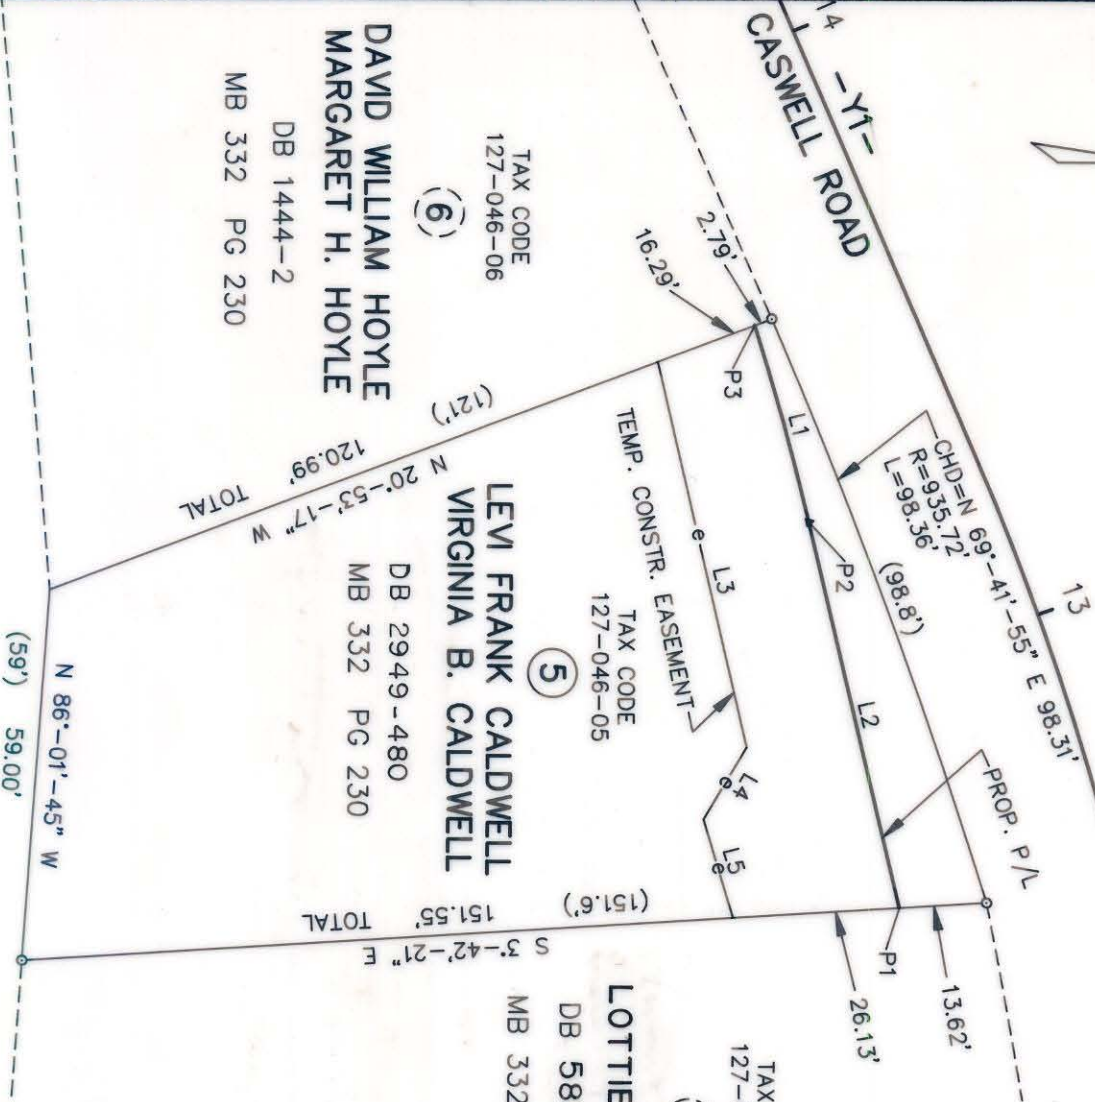 14
-Y1-
CASWELL ROAD
13
CHD=N 69°-41'-55" E 98.31'
R=935.72'
L=98.36'
(98.8')
PROP. P/L
2.79'
16.29'
P3
L1
P2
L2
P1
13.62'
26.13'
TAX CODE
127-046-06
6
DAVID WILLIAM HOYLE
MARGARET H. HOYLE
DB 1444-2
MB 332 PG 230
TEMP. CONSTR. EASEMENT
e
L3
L4
e
L5
e
TAX CODE
127-046-05
5
LEVI FRANK CALDWELL
VIRGINIA B. CALDWELL
DB 2949-480
MB 332 PG 230
(121')
N 20°-53'-17" W
120.99'
TOTAL
(151.6')
S 3°-42'-21" E
151.55'
TOTAL
N 86°-01'-45" W
(59') 59.00'
TAX
127-
LOTTIE
DB 58
MB 332